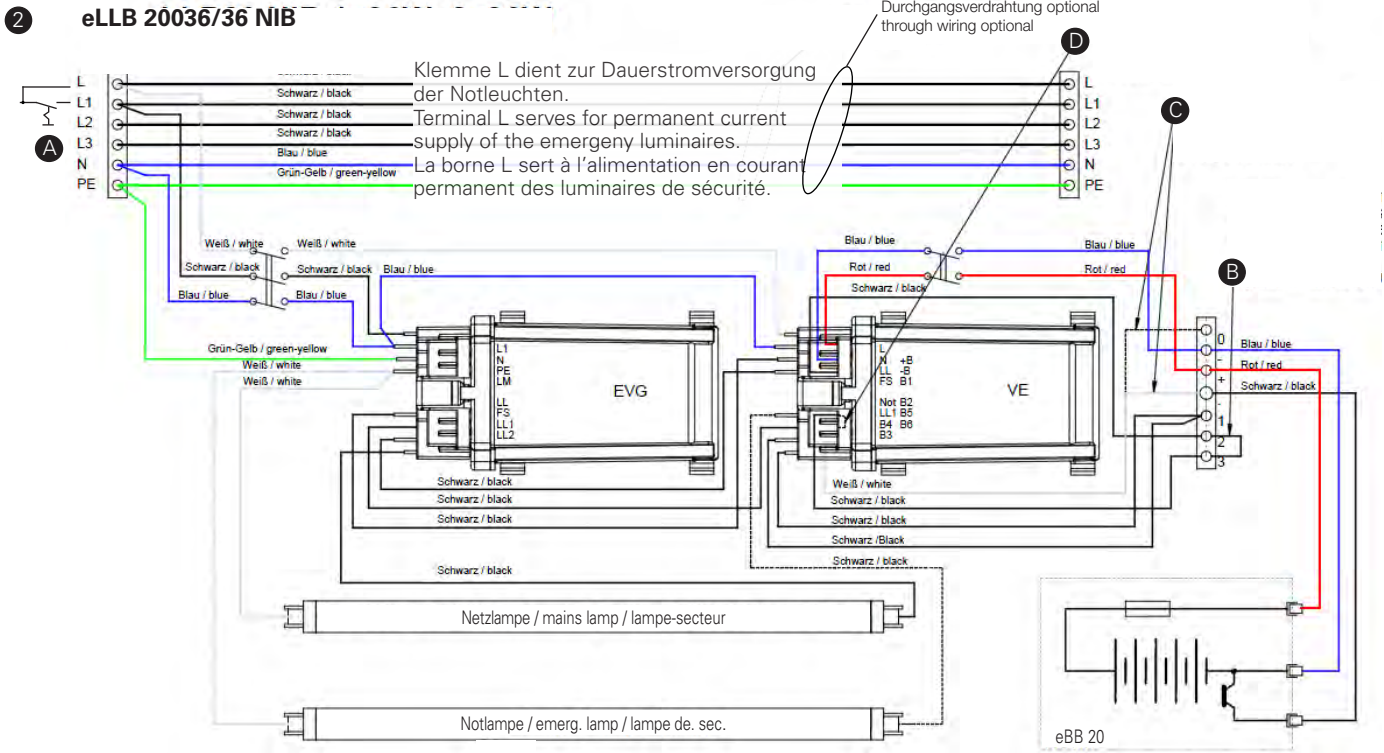 2
eLLB 20036/36 NIB
Durchgangsverdrahtung optional
through wiring optional
D
L
L1
L2
L3
N
PE
A
Schwarz / black
Schwarz / black
Schwarz / black
Blau / blue
Grün-Gelb / green-yellow
Klemme L dient zur Dauerstromversorgung
der Notleuchten.
Terminal L serves for permanent current
supply of the emergeny luminaires.
La borne L sert à l'alimentation en courant
permanent des luminaires de sécurité.
L
L1
L2
L3
N
PE
C
Weiß / white
Weiß / white
Schwarz / black
Schwarz / black
Blau / blue
Blau / blue
Blau / blue
Blau / blue
Blau / blue
Rot / red
Rot / red
Schwarz / black
B
Grün-Gelb / green-yellow
Weiß / white
Weiß / white
L1
N
PE
LM
LL
FS
LL1
LL2
EVG
L
N +B
LL -B
FS B1
Not B2
LL1 B5
B4 B6
B3
VE
0
-
+
-
1
2
3
Blau / blue
Rot / red
Schwarz / black
Schwarz / black
Schwarz / black
Schwarz / black
Schwarz / black
Weiß / white
Schwarz / black
Schwarz / black
Schwarz /Black
Schwarz / black
Netzlampe / mains lamp / lampe-secteur
Notlampe / emerg. lamp / lampe de. sec.
eBB 20